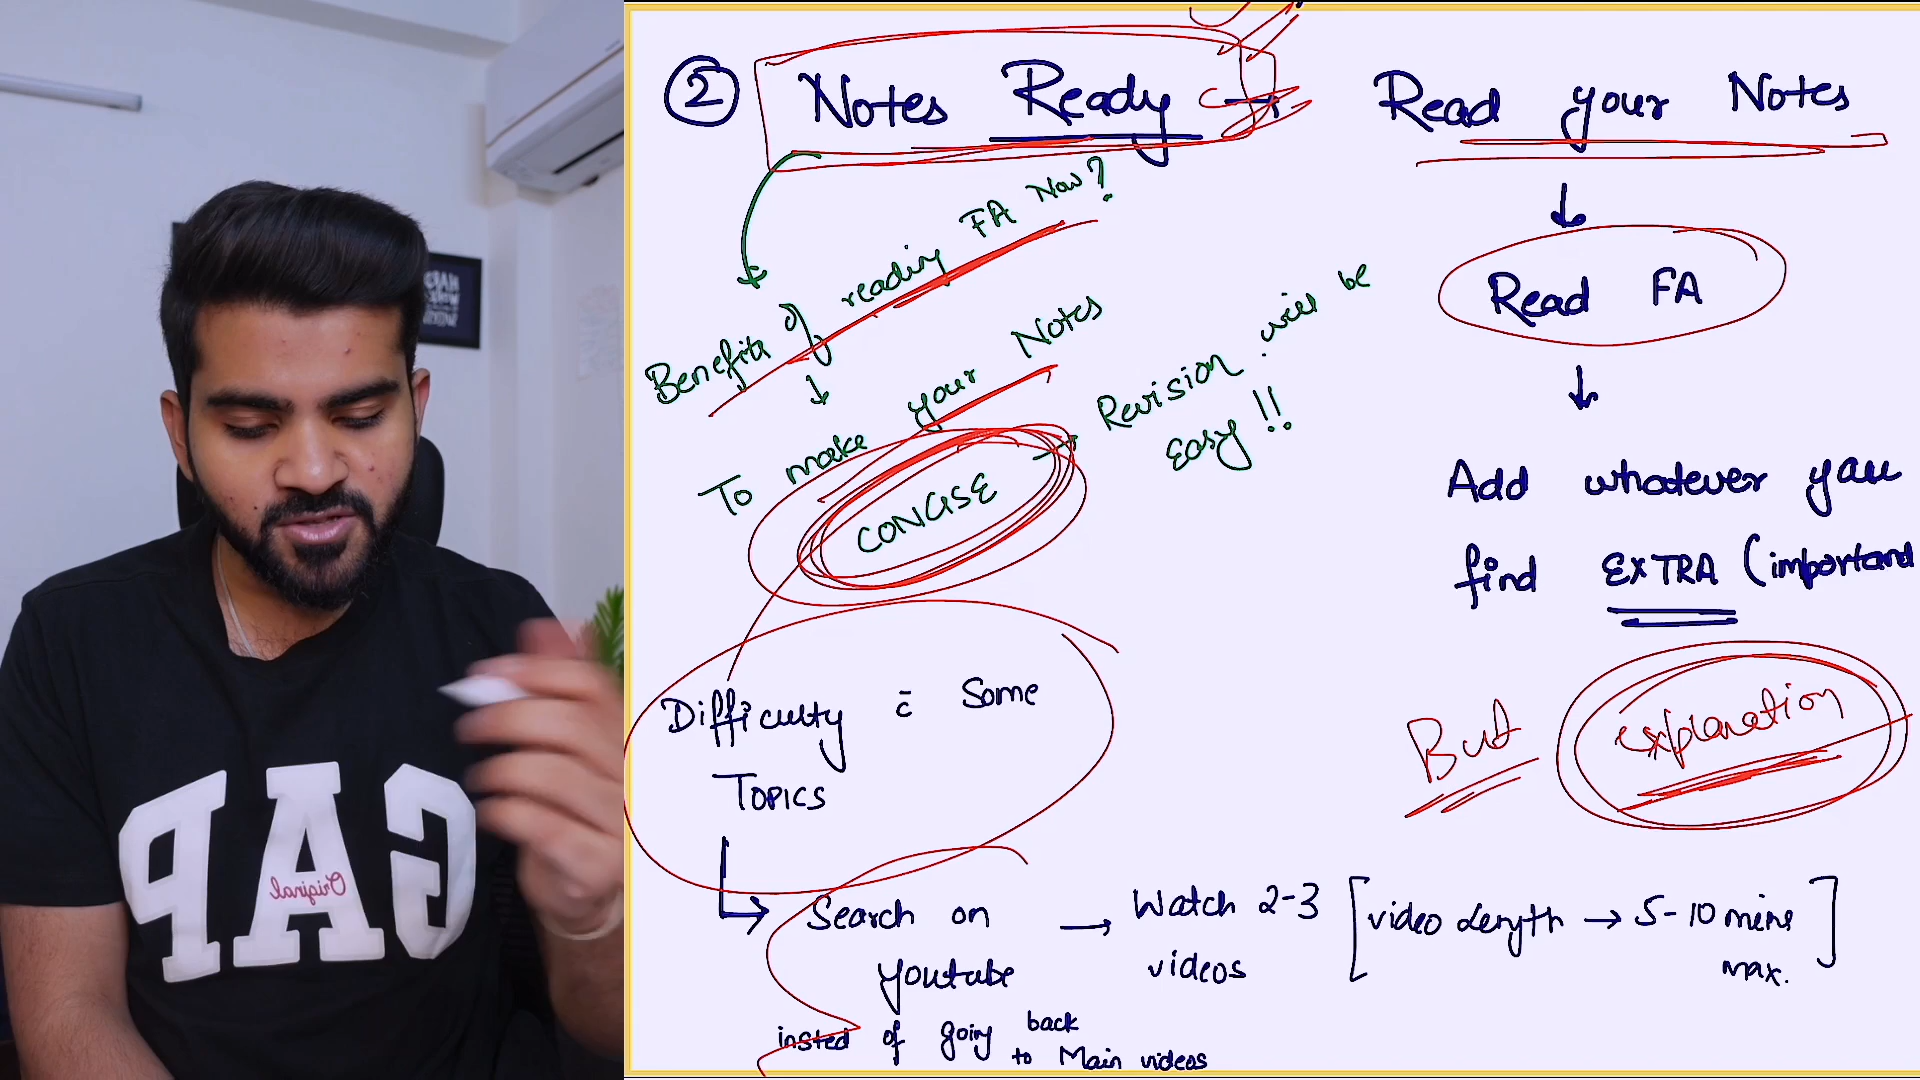 ② Notes Ready → Read your Notes
↓
Read FA
↓
Add whatever you
find EXTRA (important
But explanation
Benefits of reading FA Now?
↓
To make your Notes
CONCISE → Revision will be
easy !!
Difficulty c̄ Some
TOPICS
Search on
youtube
→ Watch 2-3
videos
[video length → 5-10 mins
max.]
insted of going back
to Main videos
GAP
Original